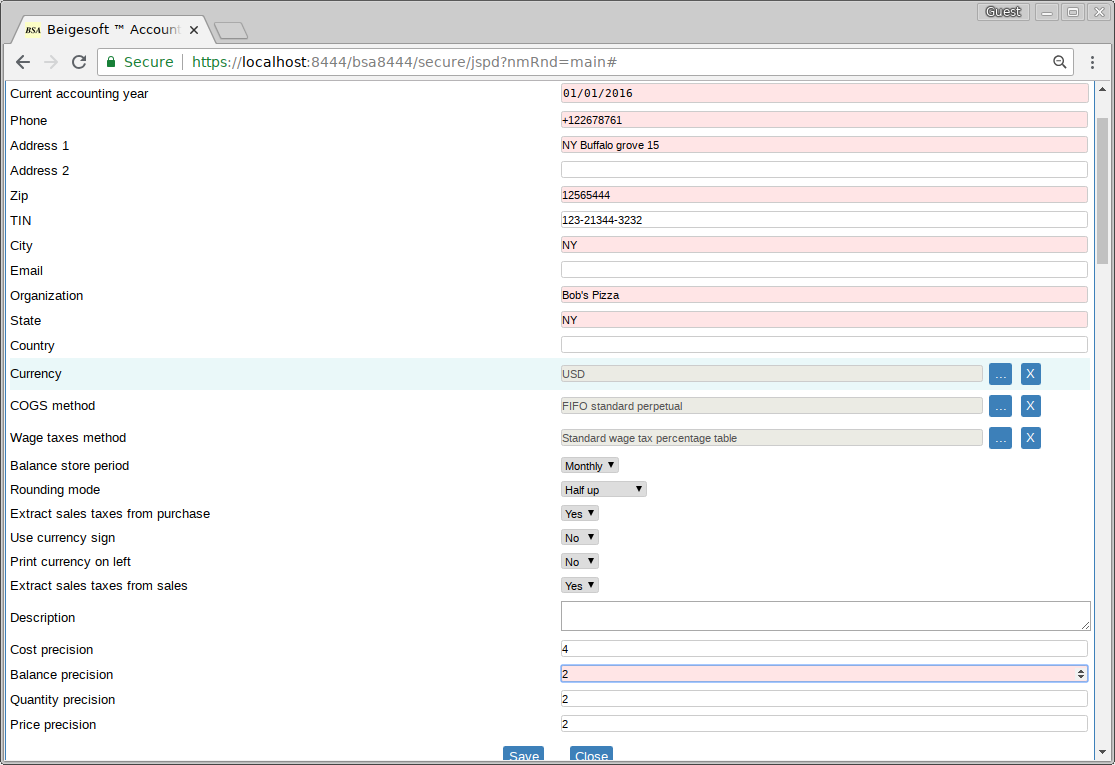 Guest
BSA Beigesoft ™ Account
Secure https://localhost:8444/bsa8444/secure/jspd?nmRnd=main#
Current accounting year 01/01/2016
Phone +122678761
Address 1 NY Buffalo grove 15
Address 2
Zip 12565444
TIN 123-21344-3232
City NY
Email
Organization Bob's Pizza
State NY
Country
Currency USD ... X
COGS method FIFO standard perpetual ... X
Wage taxes method Standard wage tax percentage table ... X
Balance store period Monthly
Rounding mode Half up
Extract sales taxes from purchase Yes
Use currency sign No
Print currency on left No
Extract sales taxes from sales Yes
Description
Cost precision 4
Balance precision 2
Quantity precision 2
Price precision 2
Save Close